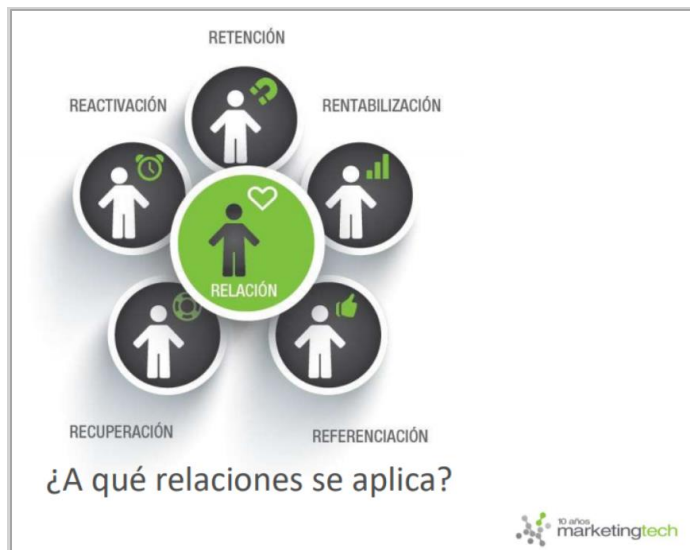 RETENCIÓN
REACTIVACIÓN
RENTABILIZACIÓN
RELACIÓN
RECUPERACIÓN
REFERENCIACIÓN
¿A qué relaciones se aplica?
10 años
marketingtech